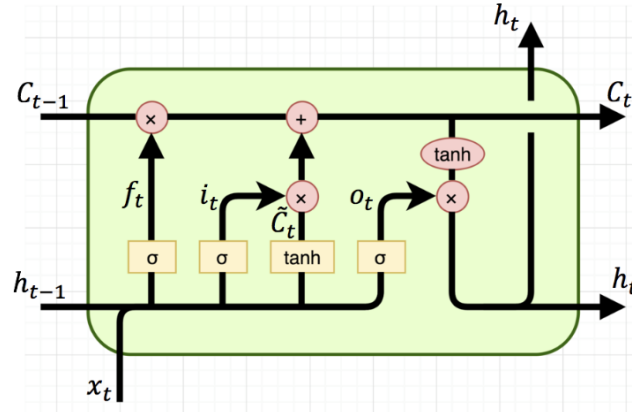 h_t
C_{t-1} × + C_t
tanh
f_t i_t × o_t ×
C̃_t
σ σ tanh σ
h_{t-1} h_t
x_t